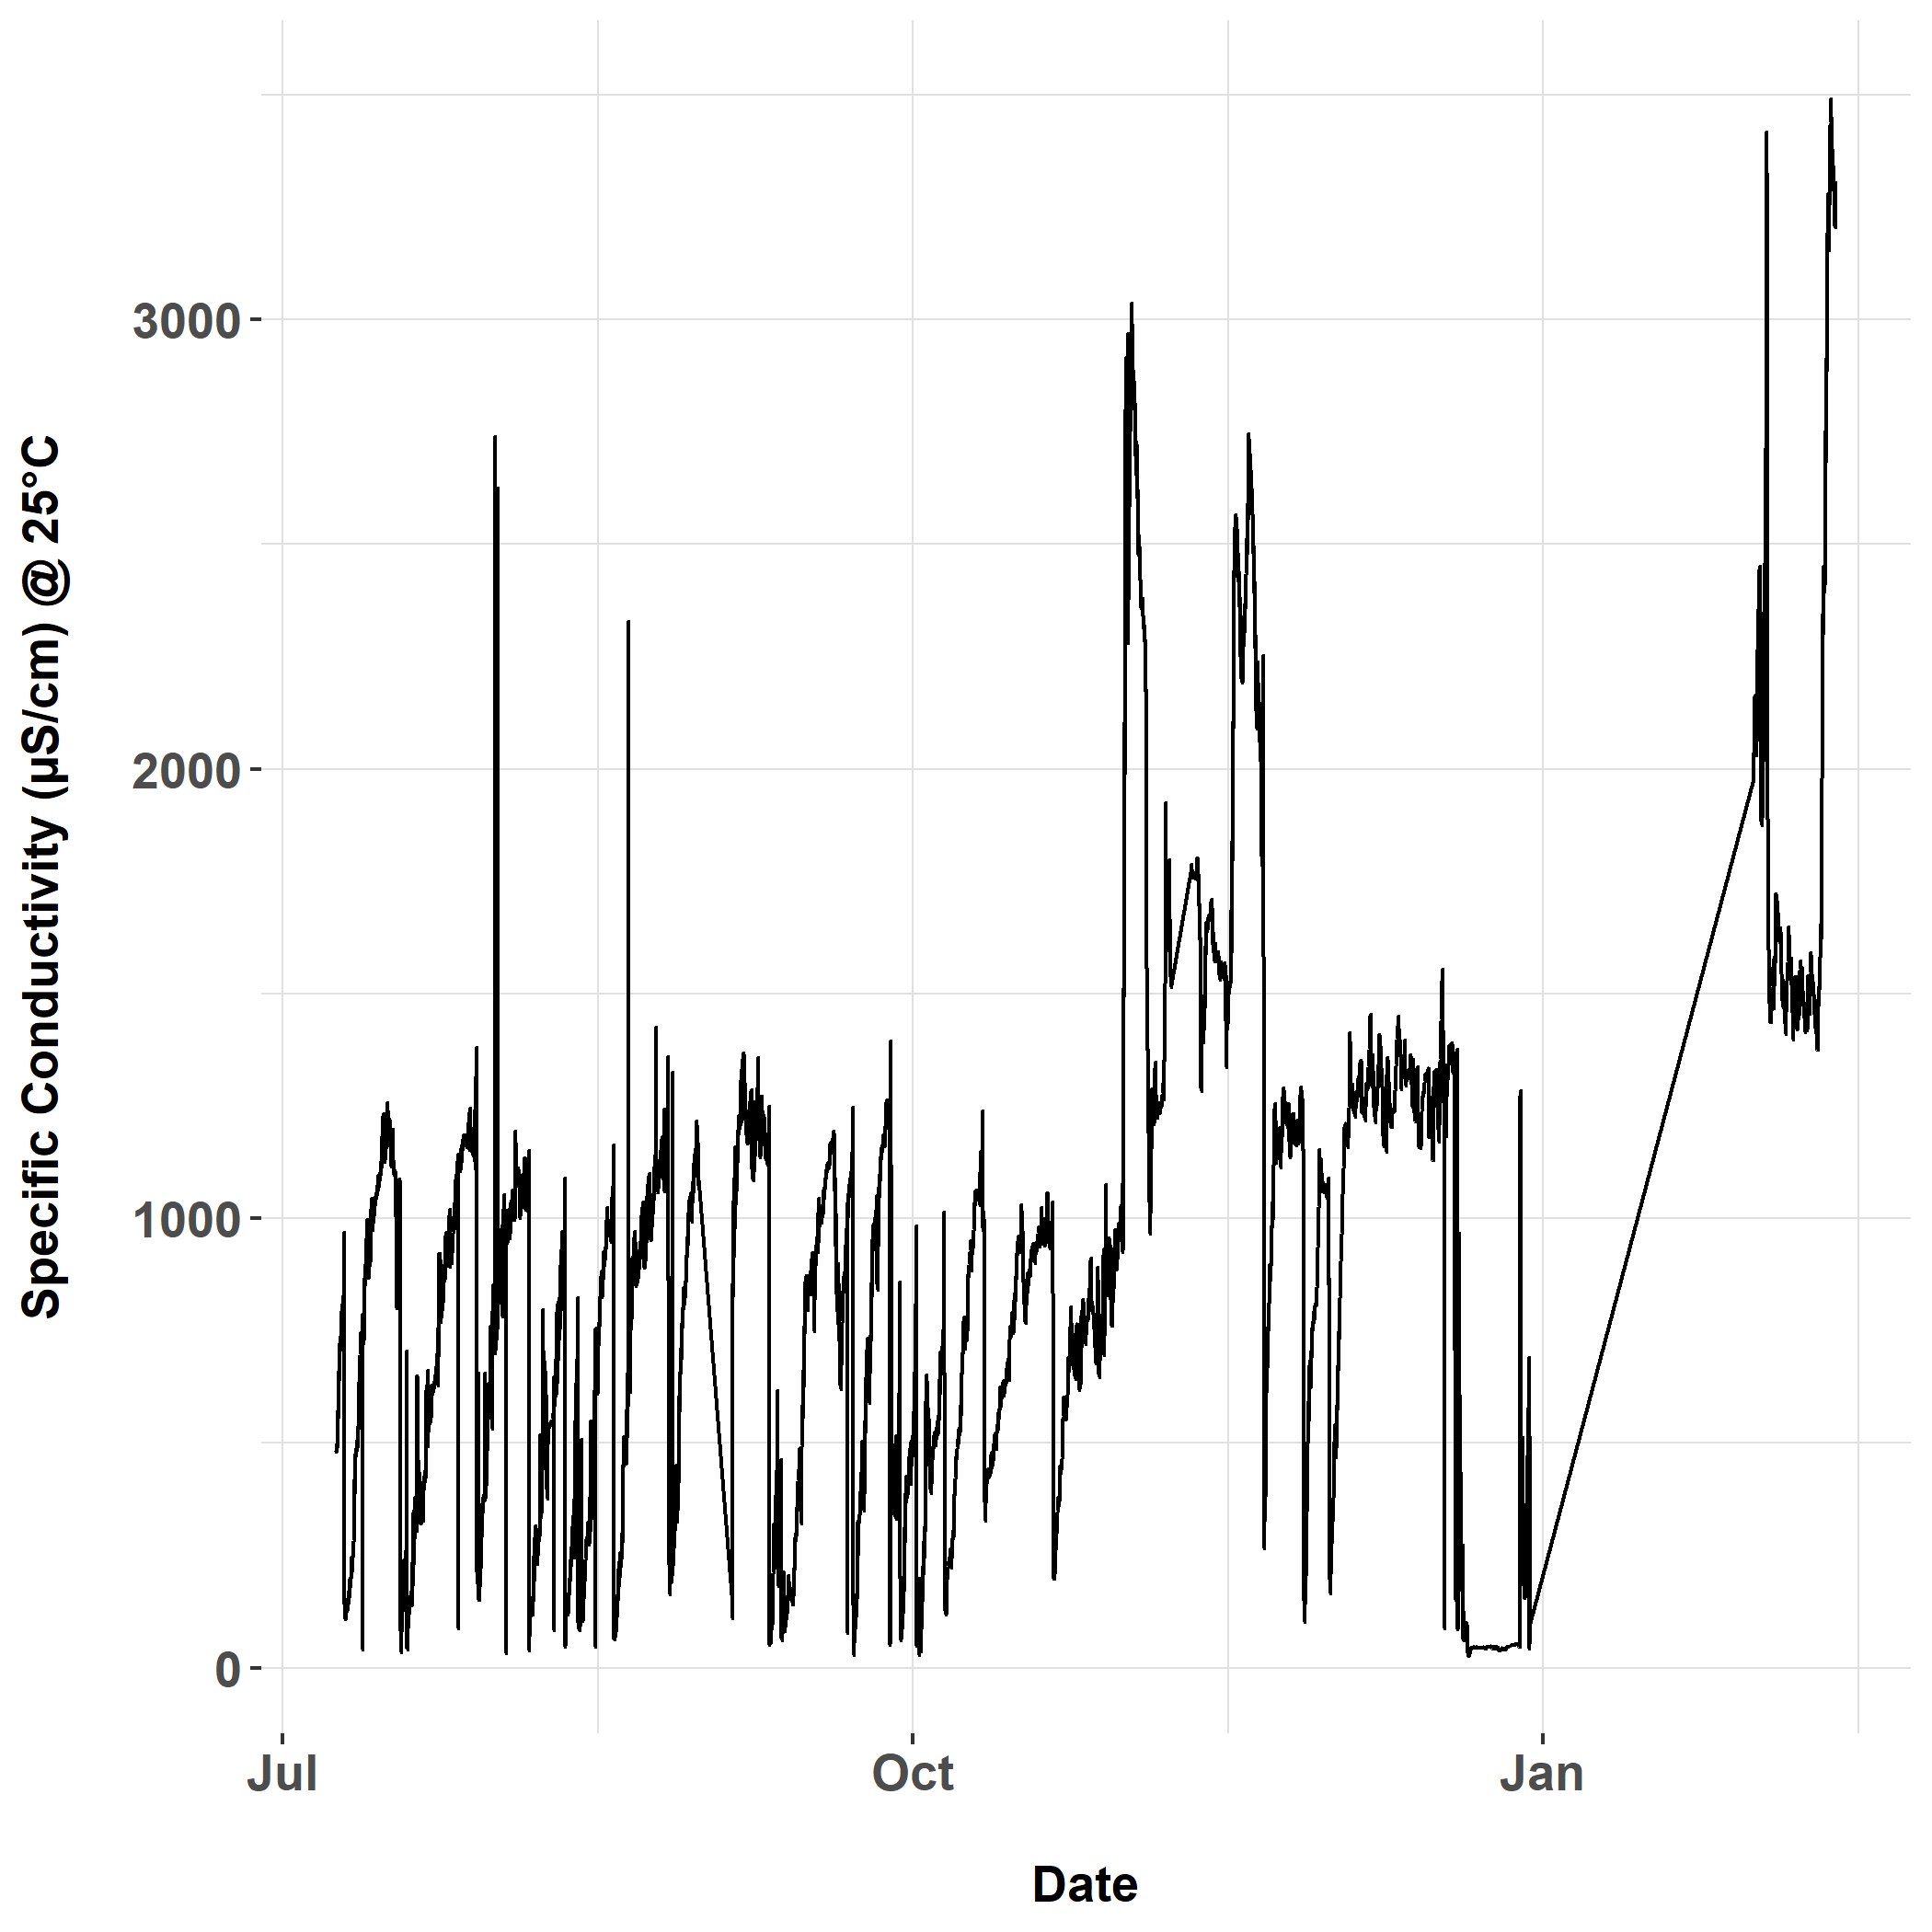 Specific Conductivity (µS/cm) @ 25°C
3000
2000
1000
0
Jul
Oct
Jan
Date